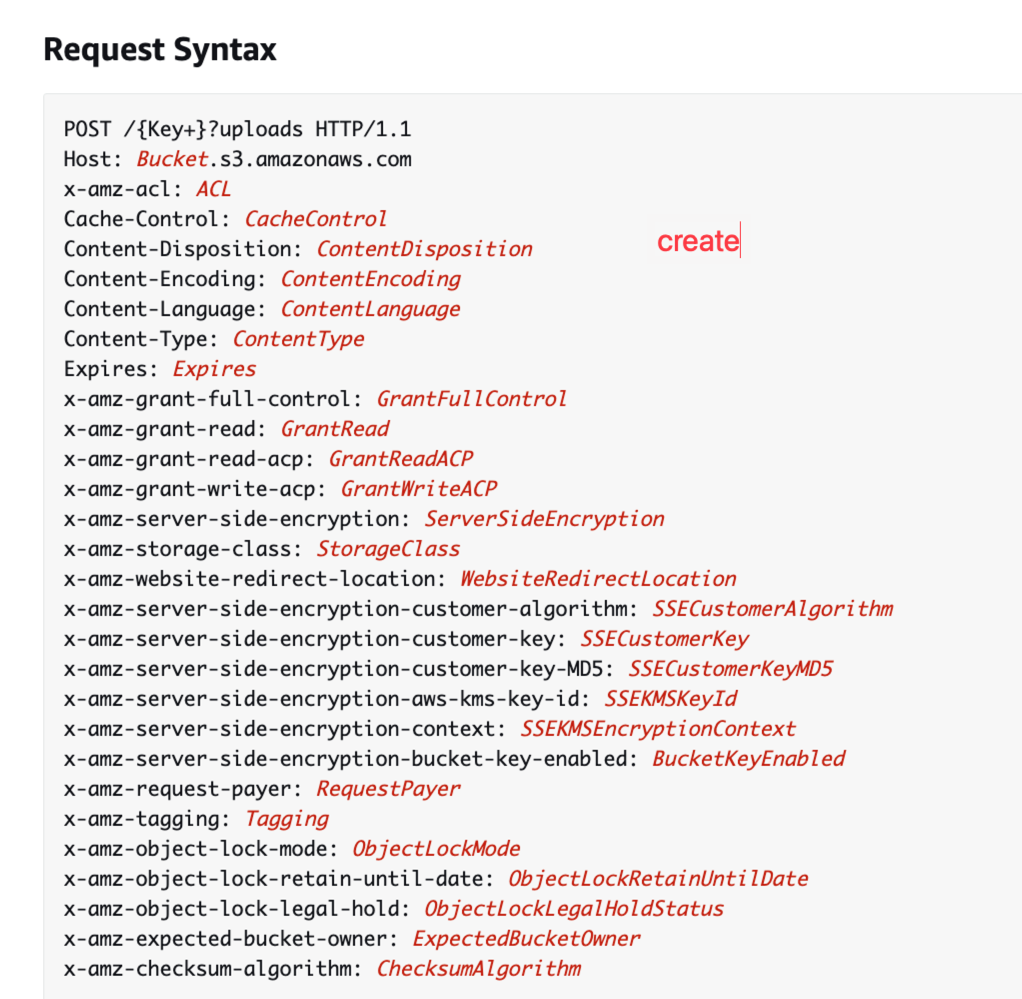 Request Syntax
POST /{Key+}?uploads HTTP/1.1
Host: Bucket.s3.amazonaws.com
x-amz-acl: ACL
Cache-Control: CacheControl
create
Content-Disposition: ContentDisposition
Content-Encoding: ContentEncoding
Content-Language: ContentLanguage
Content-Type: ContentType
Expires: Expires
x-amz-grant-full-control: GrantFullControl
x-amz-grant-read: GrantRead
x-amz-grant-read-acp: GrantReadACP
x-amz-grant-write-acp: GrantWriteACP
x-amz-server-side-encryption: ServerSideEncryption
x-amz-storage-class: StorageClass
x-amz-website-redirect-location: WebsiteRedirectLocation
x-amz-server-side-encryption-customer-algorithm: SSECustomerAlgorithm
x-amz-server-side-encryption-customer-key: SSECustomerKey
x-amz-server-side-encryption-customer-key-MD5: SSECustomerKeyMD5
x-amz-server-side-encryption-aws-kms-key-id: SSEKMSKeyId
x-amz-server-side-encryption-context: SSEKMSEncryptionContext
x-amz-server-side-encryption-bucket-key-enabled: BucketKeyEnabled
x-amz-request-payer: RequestPayer
x-amz-tagging: Tagging
x-amz-object-lock-mode: ObjectLockMode
x-amz-object-lock-retain-until-date: ObjectLockRetainUntilDate
x-amz-object-lock-legal-hold: ObjectLockLegalHoldStatus
x-amz-expected-bucket-owner: ExpectedBucketOwner
x-amz-checksum-algorithm: ChecksumAlgorithm